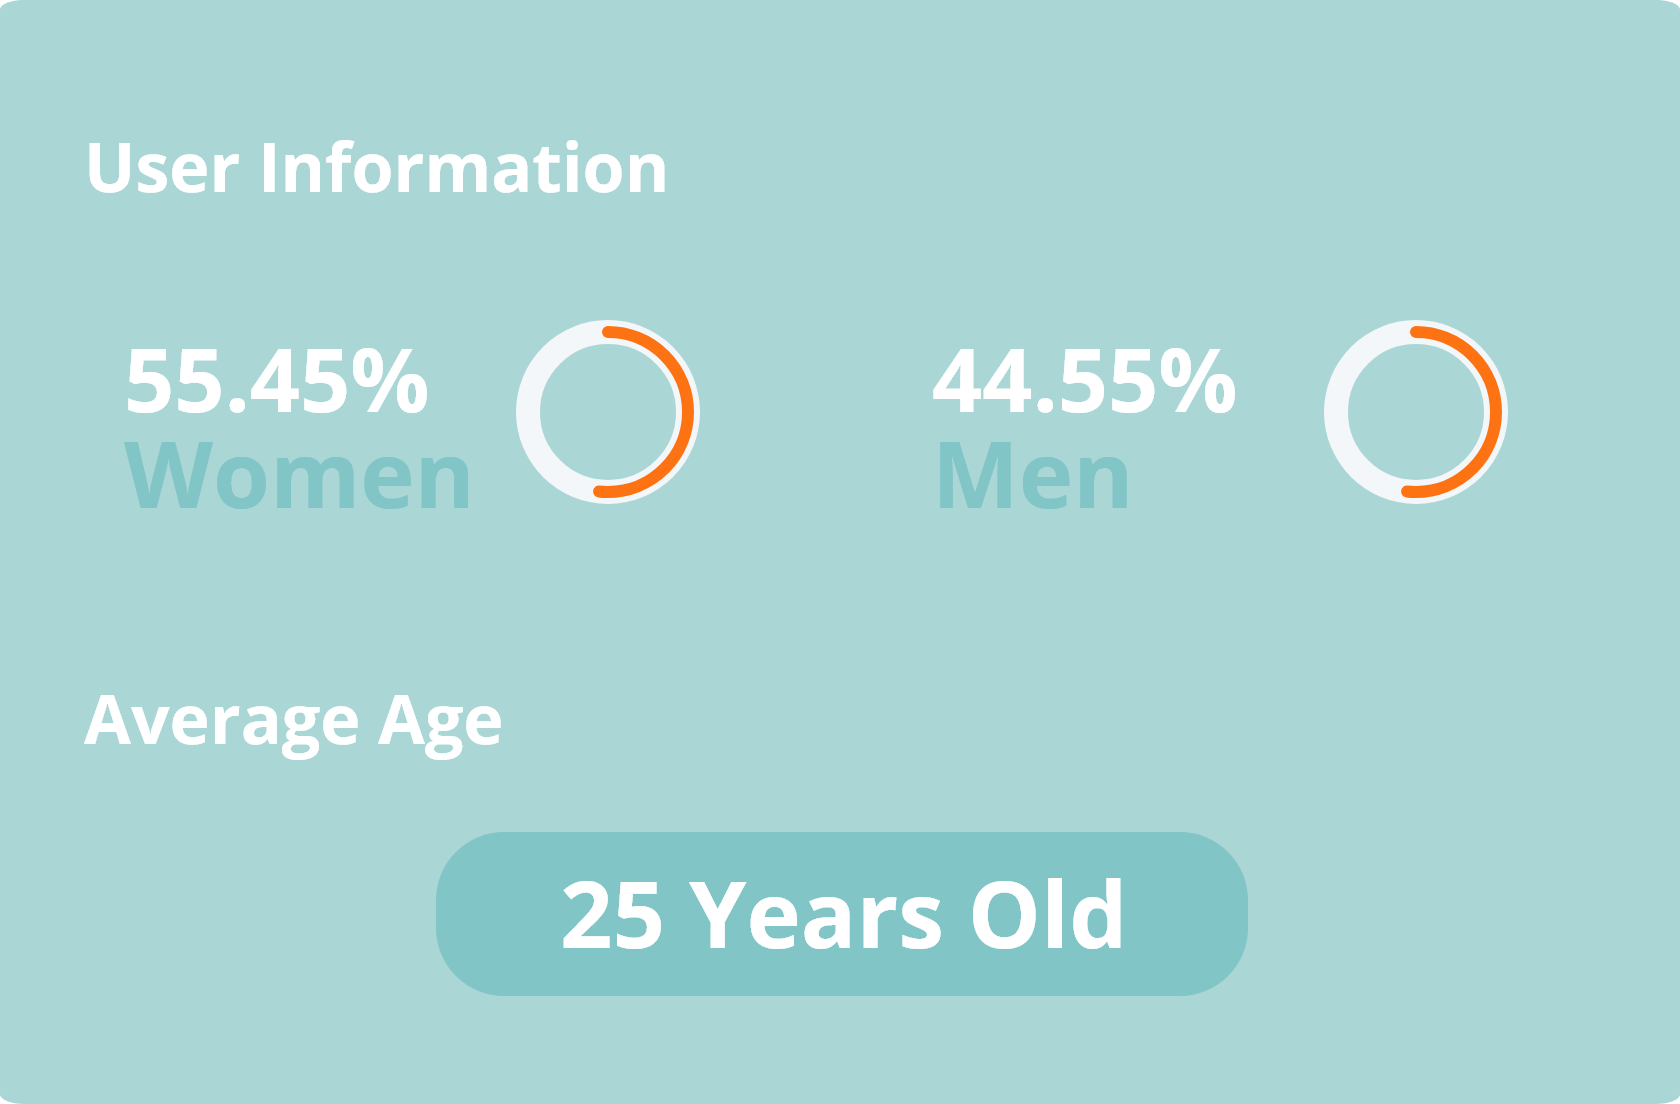 User Information
55.45%
Women
44.55%
Men
Average Age
25 Years Old